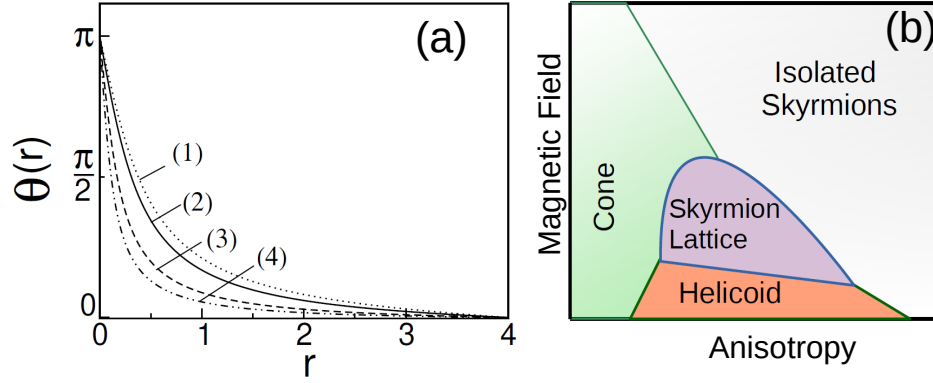 (a)
π
π
2
0
θ(r)
(1)
(2)
(3)
(4)
0
1
2
3
4
r
(b)
Magnetic Field
Cone
Isolated
Skyrmions
Skyrmion
Lattice
Helicoid
Anisotropy